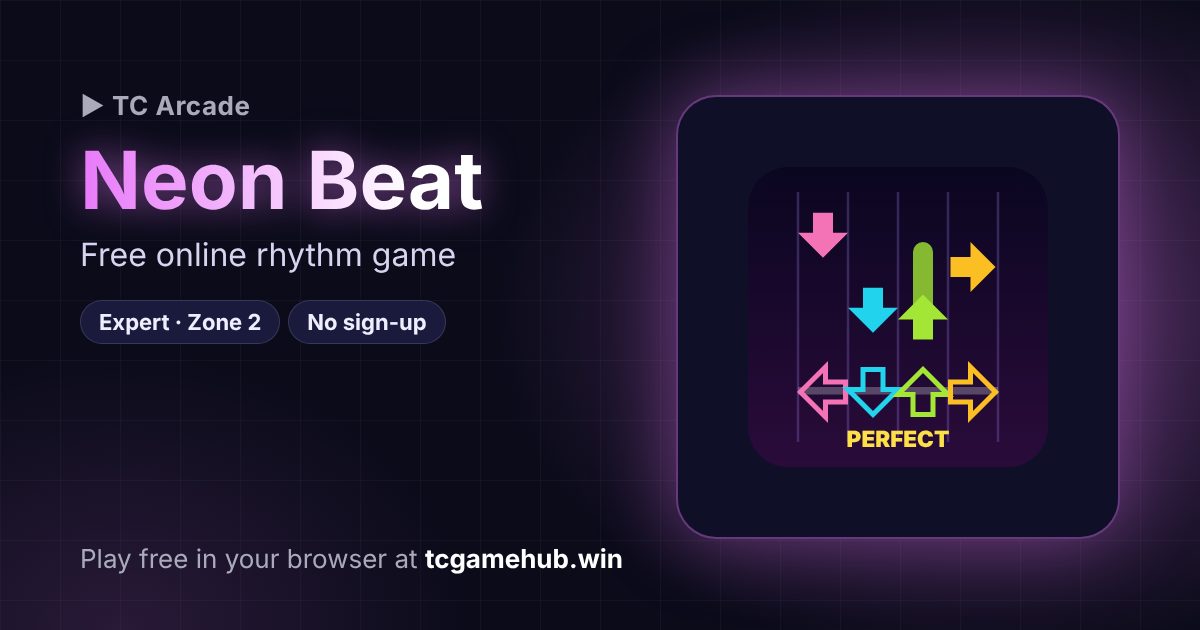 ▶ TC Arcade
Neon Beat
Free online rhythm game
Expert · Zone 2
No sign-up
PERFECT
Play free in your browser at tcgamehub.win